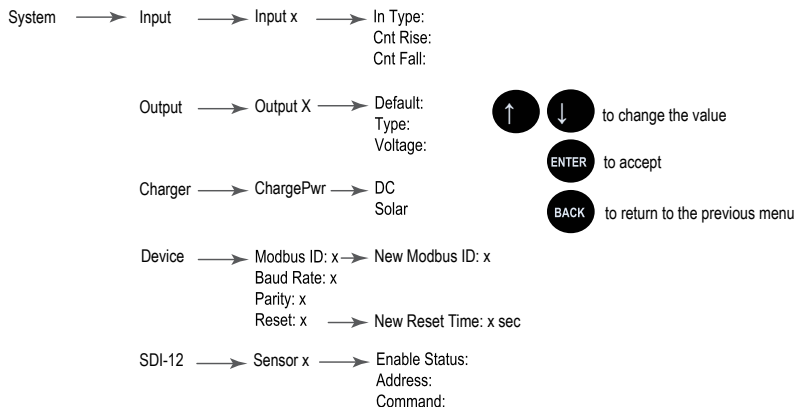 System → Input → Input x → In Type:
Cnt Rise:
Cnt Fall:
Output → Output X → Default:
Type:
Voltage:
↑ ↓ to change the value
ENTER to accept
BACK to return to the previous menu
Charger → ChargePwr → DC
Solar
Device → Modbus ID: x → New Modbus ID: x
Baud Rate: x
Parity: x
Reset: x → New Reset Time: x sec
SDI-12 → Sensor x → Enable Status:
Address:
Command: